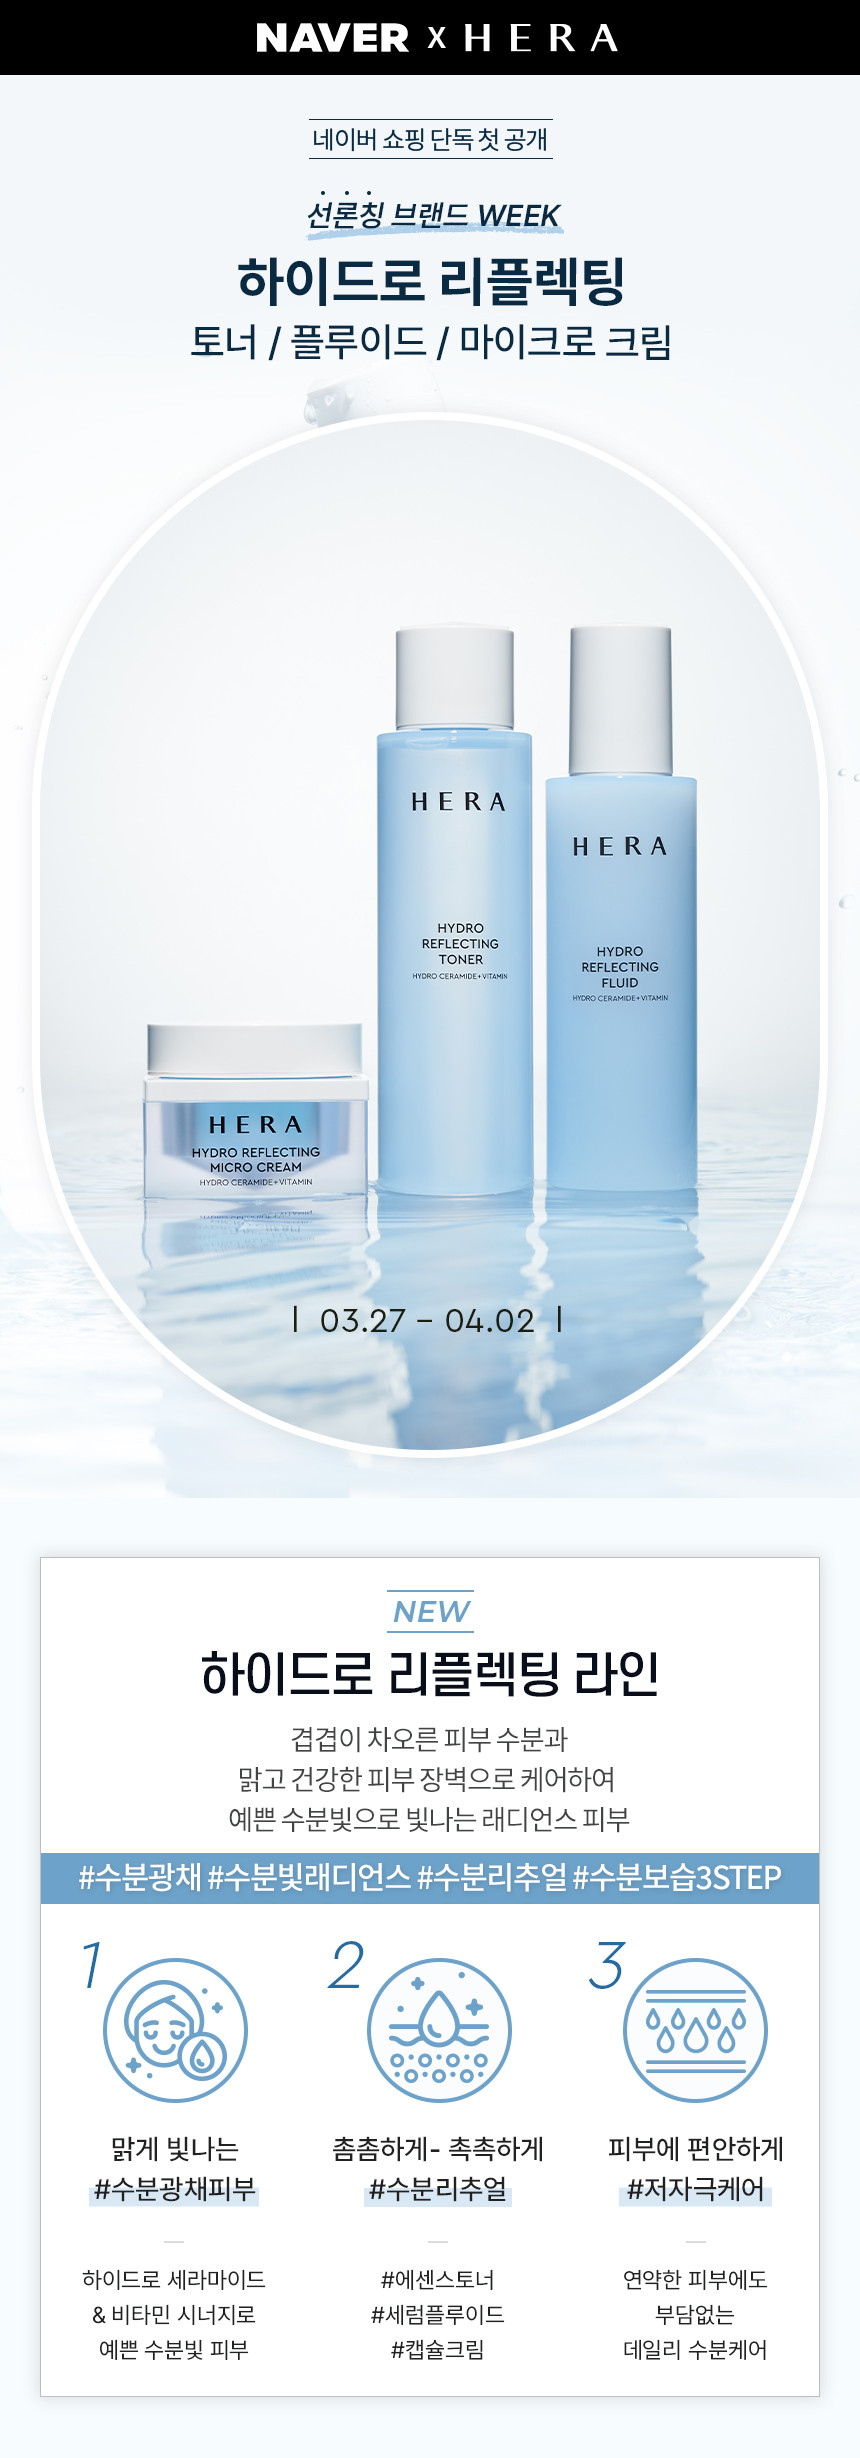 NAVER x HERA
네이버 쇼핑 단독 첫 공개
선론칭 브랜드 WEEK
하이드로 리플렉팅
토너 / 플루이드 / 마이크로 크림
HERA
HYDRO
REFLECTING
TONER
HYDRO CERAMIDE+VITAMIN
HERA
HYDRO
REFLECTING
FLUID
HYDRO CERAMIDE+VITAMIN
HERA
HYDRO REFLECTING
MICRO CREAM
HYDRO CERAMIDE+VITAMIN
| 03.27 - 04.02 |
NEW
하이드로 리플렉팅 라인
겹겹이 차오른 피부 수분과
맑고 건강한 피부 장벽으로 케어하여
예쁜 수분빛으로 빛나는 래디언스 피부
#수분광채 #수분빛래디언스 #수분리추얼 #수분보습3STEP
1
맑게 빛나는
#수분광채피부
하이드로 세라마이드
& 비타민 시너지로
예쁜 수분빛 피부
2
촘촘하게- 촉촉하게
#수분리추얼
#에센스토너
#세럼플루이드
#캡슐크림
3
피부에 편안하게
#저자극케어
연약한 피부에도
부담없는
데일리 수분케어